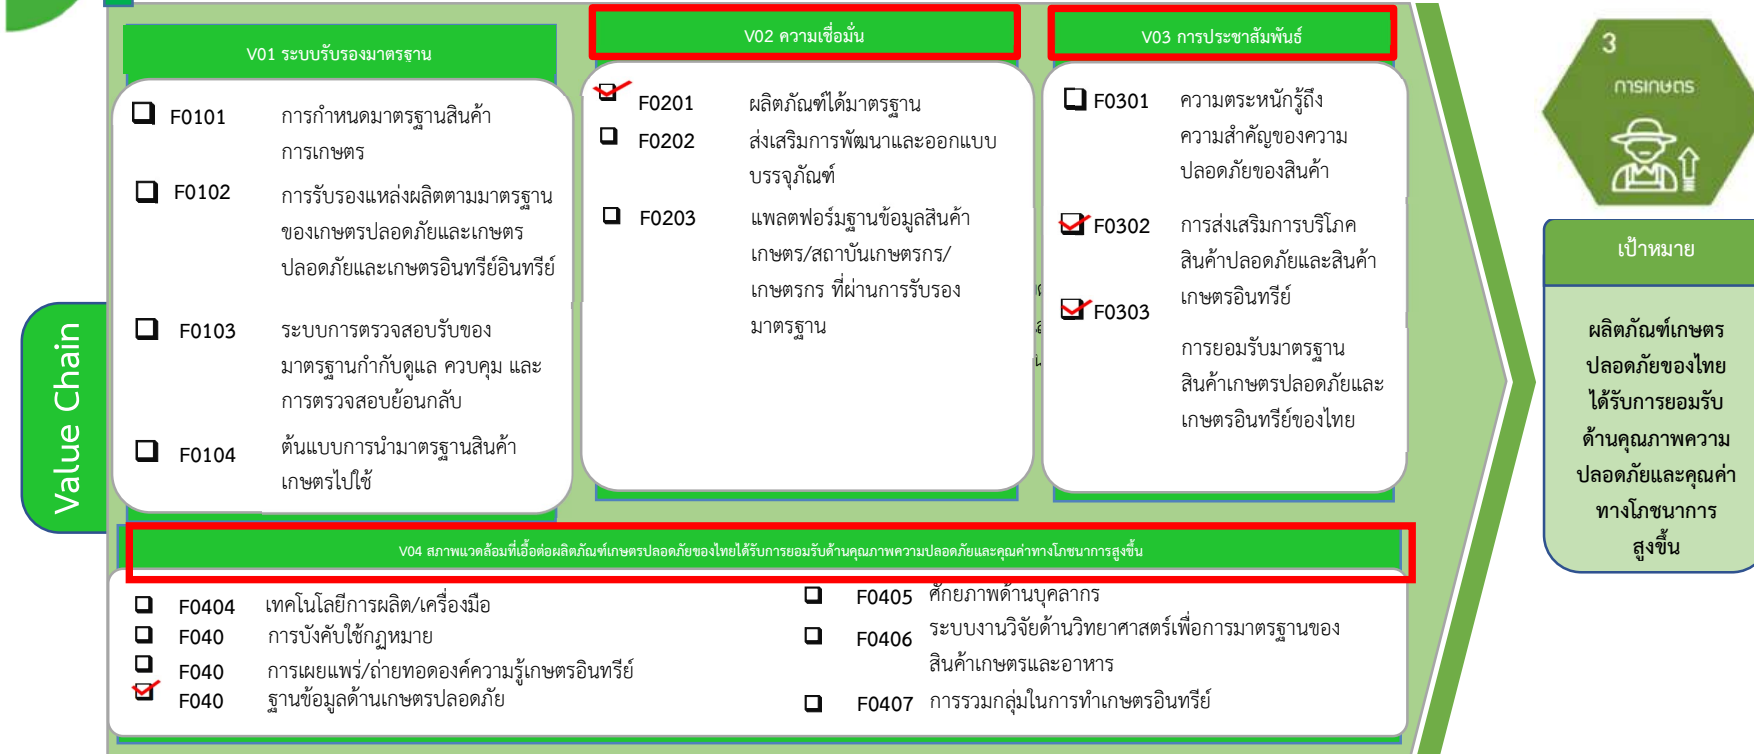 V01 ระบบรับรองมาตรฐาน
F0101 การกำหนดมาตรฐานสินค้า
การเกษตร
F0102 การรับรองแหล่งผลิตตามมาตรฐาน
ของเกษตรปลอดภัยและเกษตร
ปลอดภัยและเกษตรอินทรีย์อินทรีย์
F0103 ระบบการตรวจสอบรับของ
มาตรฐานกำกับดูแล ควบคุม และ
การตรวจสอบย้อนกลับ
F0104 ต้นแบบการนำมาตรฐานสินค้า
เกษตรไปใช้
V02 ความเชื่อมั่น
F0201 ผลิตภัณฑ์ได้มาตรฐาน
F0202 ส่งเสริมการพัฒนาและออกแบบ
บรรจุภัณฑ์
F0203 แพลตฟอร์มฐานข้อมูลสินค้า
เกษตร/สถาบันเกษตรกร/
เกษตรกร ที่ผ่านการรับรอง
มาตรฐาน
V03 การประชาสัมพันธ์
F0301 ความตระหนักรู้ถึง
ความสำคัญของความ
ปลอดภัยของสินค้า
F0302 การส่งเสริมการบริโภค
สินค้าปลอดภัยและสินค้า
เกษตรอินทรีย์
F0303
การยอมรับมาตรฐาน
สินค้าเกษตรปลอดภัยและ
เกษตรอินทรีย์ของไทย
V04 สภาพแวดล้อมที่เอื้อต่อผลิตภัณฑ์เกษตรปลอดภัยของไทยได้รับการยอมรับด้านคุณภาพความปลอดภัยและคุณค่าทางโภชนาการสูงขึ้น
F0404 เทคโนโลยีการผลิต/เครื่องมือ
F040 การบังคับใช้กฎหมาย
F040 การเผยแพร่/ถ่ายทอดองค์ความรู้เกษตรอินทรีย์
F040 ฐานข้อมูลด้านเกษตรปลอดภัย
F0405 ศักยภาพด้านบุคลากร
F0406 ระบบงานวิจัยด้านวิทยาศาสตร์เพื่อการมาตรฐานของ
สินค้าเกษตรและอาหาร
F0407 การรวมกลุ่มในการทำเกษตรอินทรีย์
Value Chain
3
การเกษตร
เป้าหมาย
ผลิตภัณฑ์เกษตร
ปลอดภัยของไทย
ได้รับการยอมรับ
ด้านคุณภาพความ
ปลอดภัยและคุณค่า
ทางโภชนาการ
สูงขึ้น